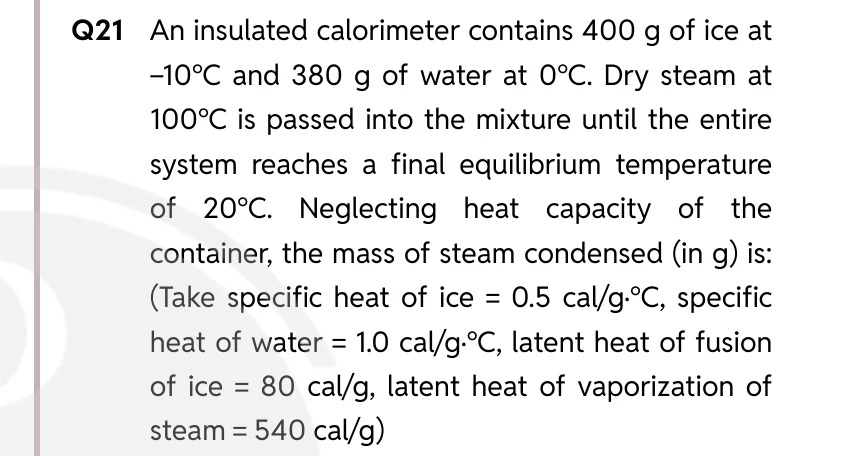 Q21 An insulated calorimeter contains 400 g of ice at
–10°C and 380 g of water at 0°C. Dry steam at
100°C is passed into the mixture until the entire
system reaches a final equilibrium temperature
of 20°C. Neglecting heat capacity of the
container, the mass of steam condensed (in g) is:
(Take specific heat of ice = 0.5 cal/g·°C, specific
heat of water = 1.0 cal/g·°C, latent heat of fusion
of ice = 80 cal/g, latent heat of vaporization of
steam = 540 cal/g)